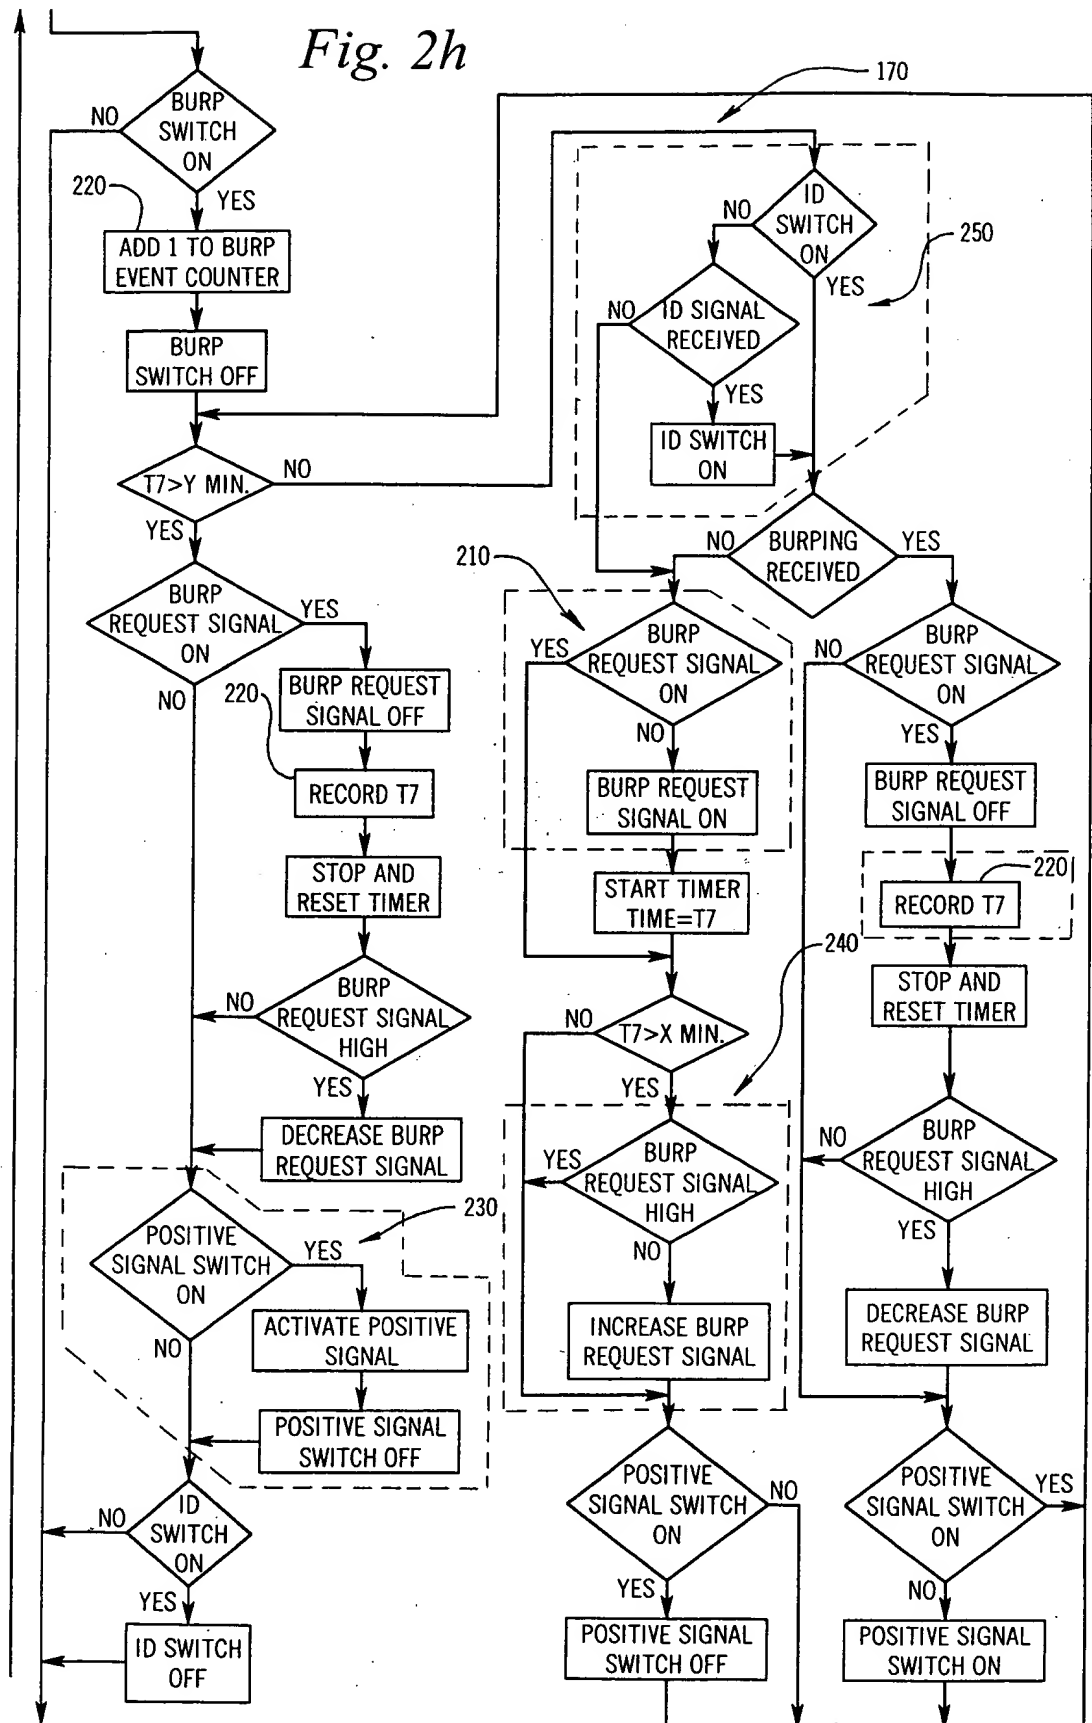 Fig. 2h
170
BURP
SWITCH
ON
NO
YES
220
ADD 1 TO BURP
EVENT COUNTER
BURP
SWITCH OFF
T7>Y MIN.
NO
YES
BURP
REQUEST SIGNAL
ON
YES
NO
BURP REQUEST
SIGNAL OFF
220
RECORD T7
STOP AND
RESET TIMER
BURP
REQUEST SIGNAL
HIGH
NO
YES
DECREASE BURP
REQUEST SIGNAL
230
POSITIVE
SIGNAL SWITCH
ON
YES
NO
ACTIVATE POSITIVE
SIGNAL
POSITIVE SIGNAL
SWITCH OFF
ID
SWITCH
ON
NO
YES
ID SWITCH
OFF
ID
SWITCH
ON
NO
YES
250
ID SIGNAL
RECEIVED
NO
YES
ID SWITCH
ON
BURPING
RECEIVED
NO
YES
210
BURP
REQUEST SIGNAL
ON
YES
NO
BURP REQUEST
SIGNAL ON
START TIMER
TIME=T7
240
T7>X MIN.
NO
YES
BURP
REQUEST SIGNAL
HIGH
YES
NO
INCREASE BURP
REQUEST SIGNAL
POSITIVE
SIGNAL SWITCH
ON
NO
YES
POSITIVE SIGNAL
SWITCH OFF
BURP
REQUEST SIGNAL
ON
NO
YES
BURP REQUEST
SIGNAL OFF
220
RECORD T7
STOP AND
RESET TIMER
BURP
REQUEST SIGNAL
HIGH
NO
YES
DECREASE BURP
REQUEST SIGNAL
POSITIVE
SIGNAL SWITCH
ON
YES
NO
POSITIVE SIGNAL
SWITCH ON